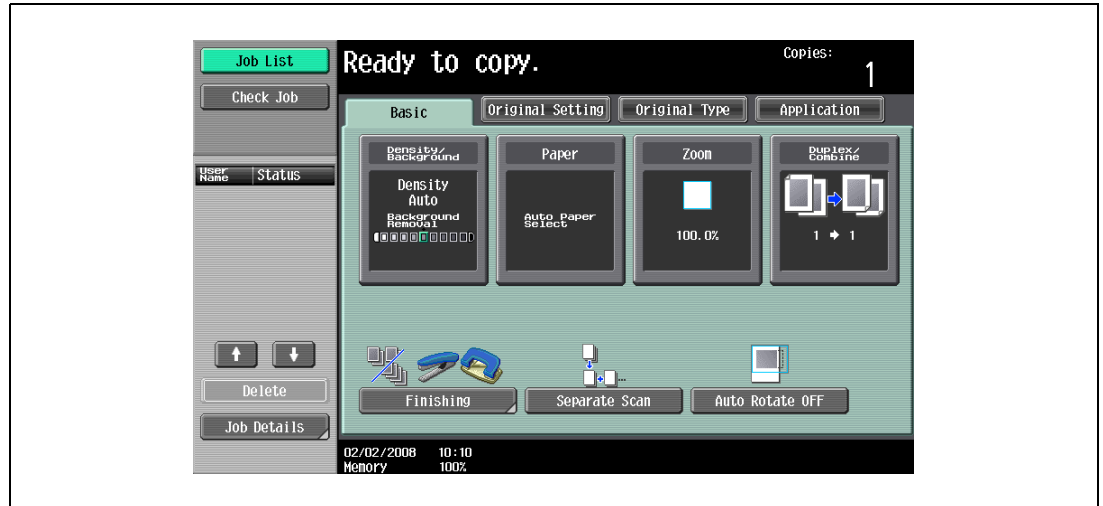 Job List
Check Job
User Name
Status
Delete
Job Details
Ready to copy.
Copies:
1
Basic
Original Setting
Original Type
Application
Density/
Background
Density
Auto
Background
Removal
Paper
Auto Paper
Select
Zoom
100.0%
Duplex/
Combine
1 → 1
Finishing
Separate Scan
Auto Rotate OFF
02/02/2008 10:10
Memory 100%